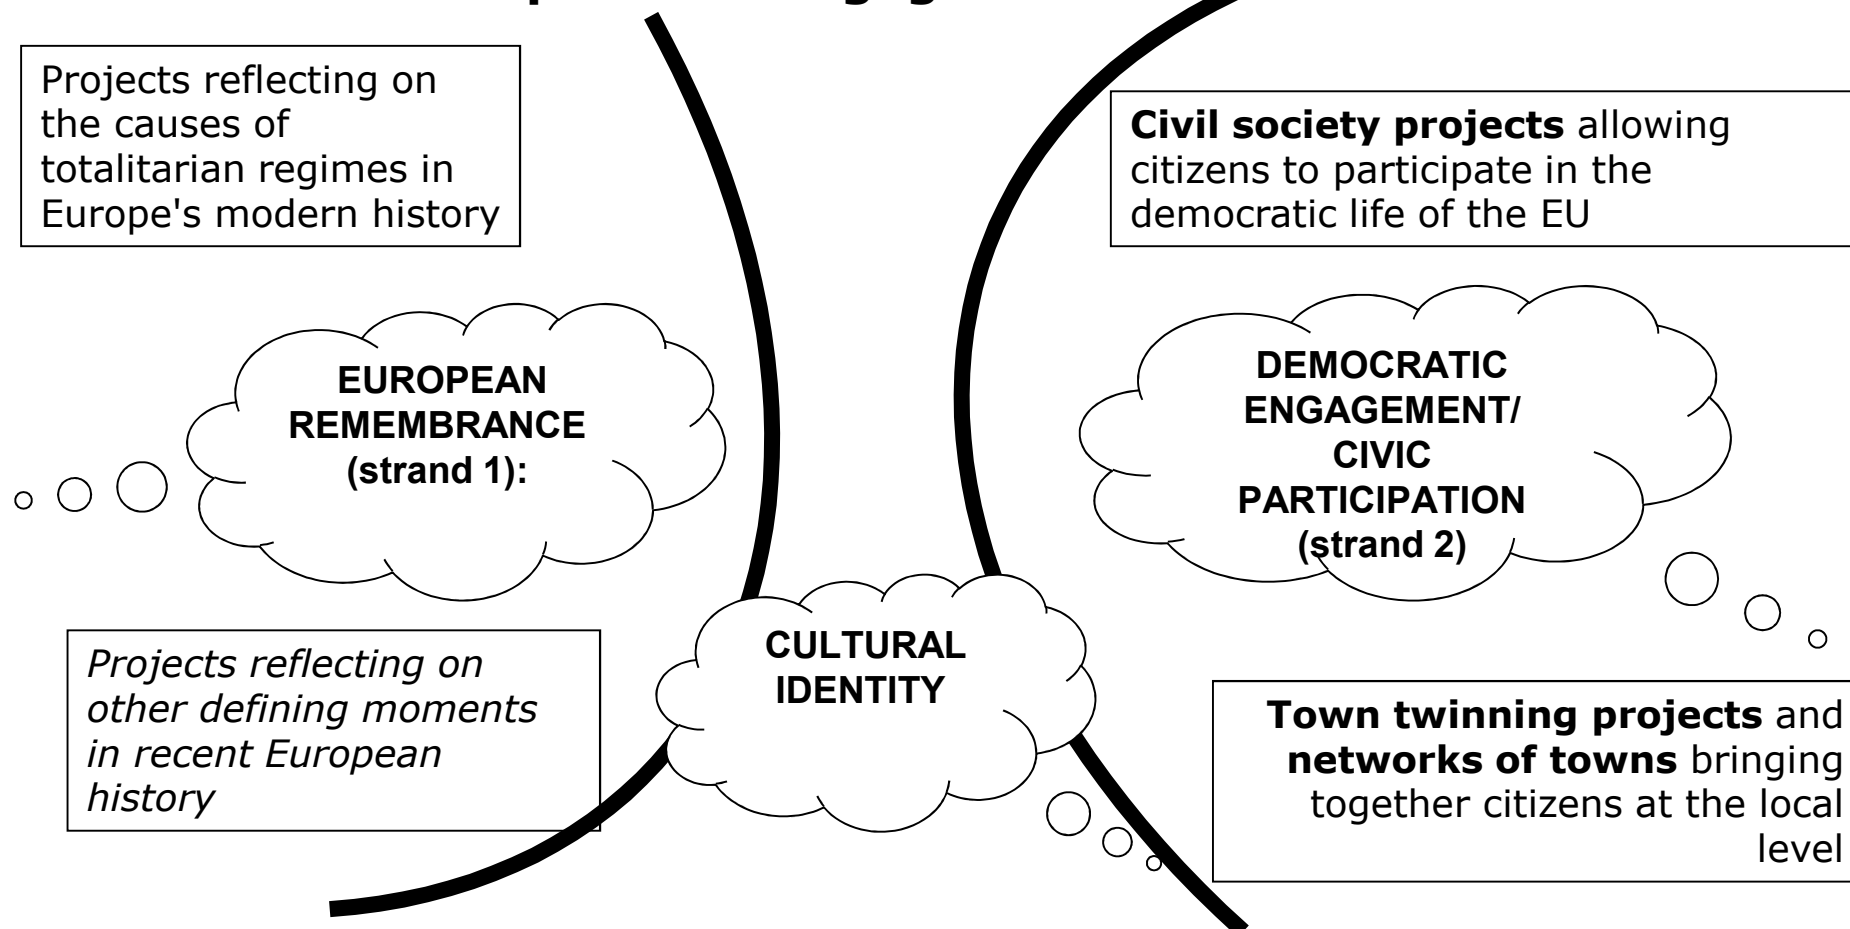 Projects reflecting on
the causes of
totalitarian regimes in
Europe's modern history
Civil society projects allowing
citizens to participate in the
democratic life of the EU
EUROPEAN
REMEMBRANCE
(strand 1):
DEMOCRATIC
ENGAGEMENT/
CIVIC
PARTICIPATION
(strand 2)
CULTURAL
IDENTITY
Projects reflecting on
other defining moments
in recent European
history
Town twinning projects and
networks of towns bringing
together citizens at the local
level